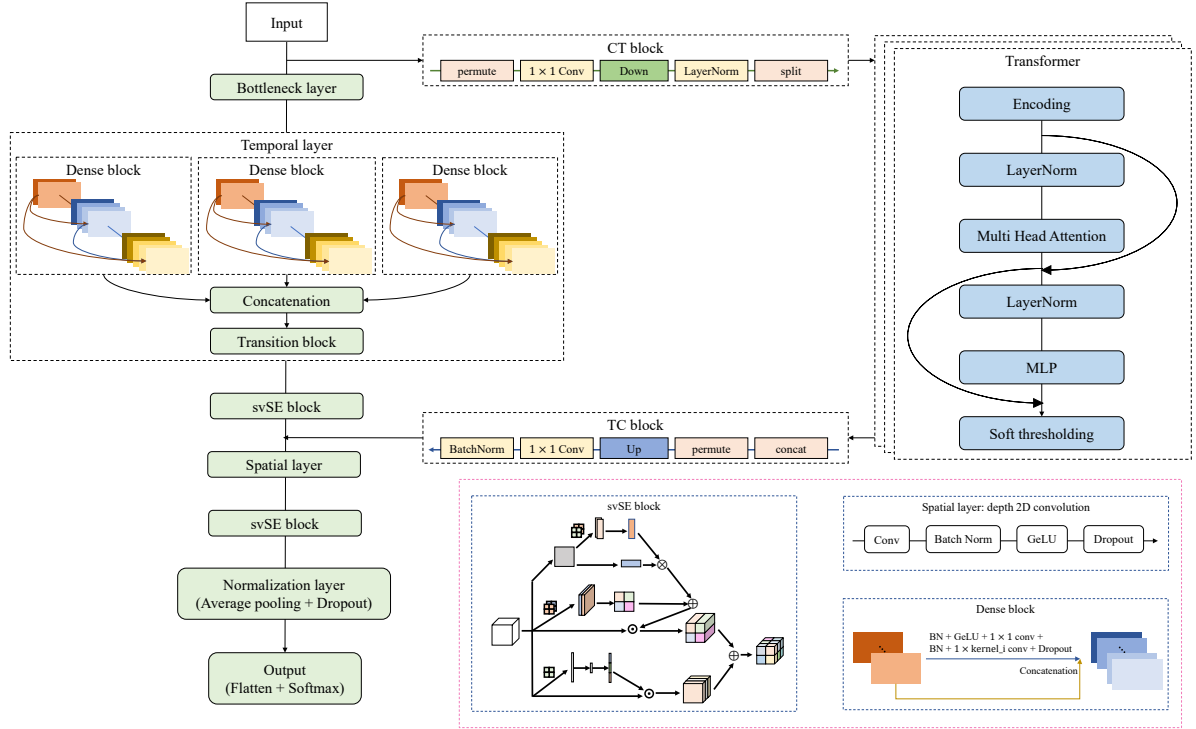 Input
Bottleneck layer
Temporal layer
Dense block
Dense block
Dense block
Concatenation
Transition block
svSE block
Spatial layer
svSE block
Normalization layer
(Average pooling + Dropout)
Output
(Flatten + Softmax)
CT block
permute
1 × 1 Conv
Down
LayerNorm
split
Transformer
Encoding
LayerNorm
Multi Head Attention
LayerNorm
MLP
Soft thresholding
TC block
BatchNorm
1 × 1 Conv
Up
permute
concat
svSE block
Spatial layer: depth 2D convolution
Conv
Batch Norm
GeLU
Dropout
Dense block
BN + GeLU + 1 × 1 conv +
BN + 1 × kernel_i conv + Dropout
Concatenation